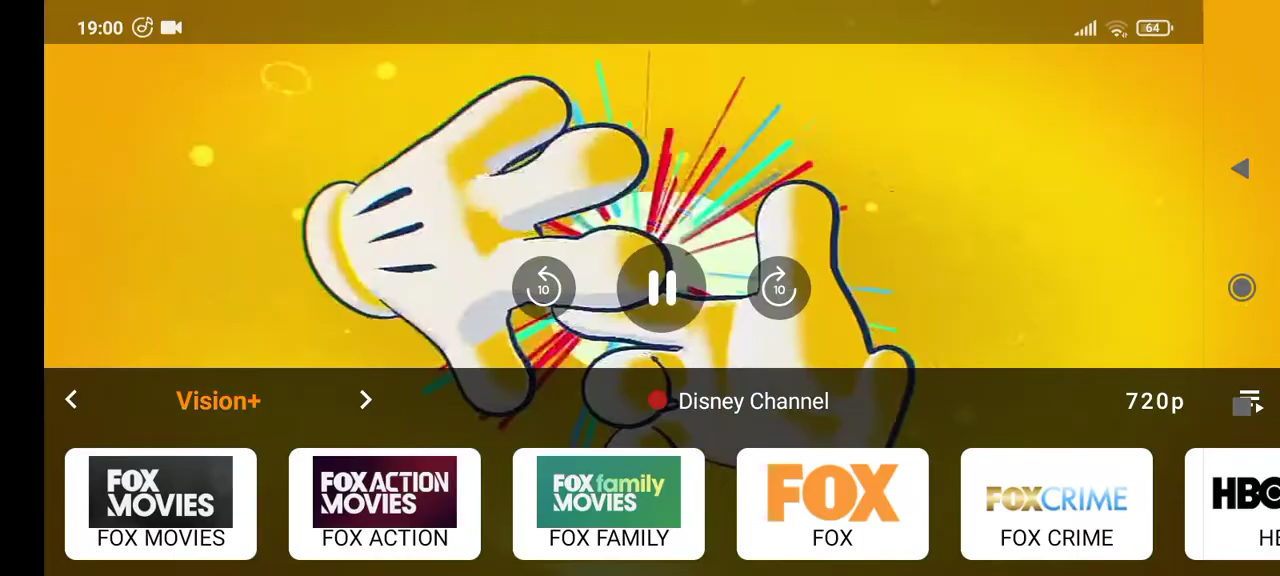 19:00
64
10
10
Vision+
Disney Channel
720p
FOX
MOVIES
FOX MOVIES
FOX ACTION
MOVIES
FOX ACTION
FOX family
MOVIES
FOX FAMILY
FOX
FOX
FOXCRIME
FOX CRIME
HBO